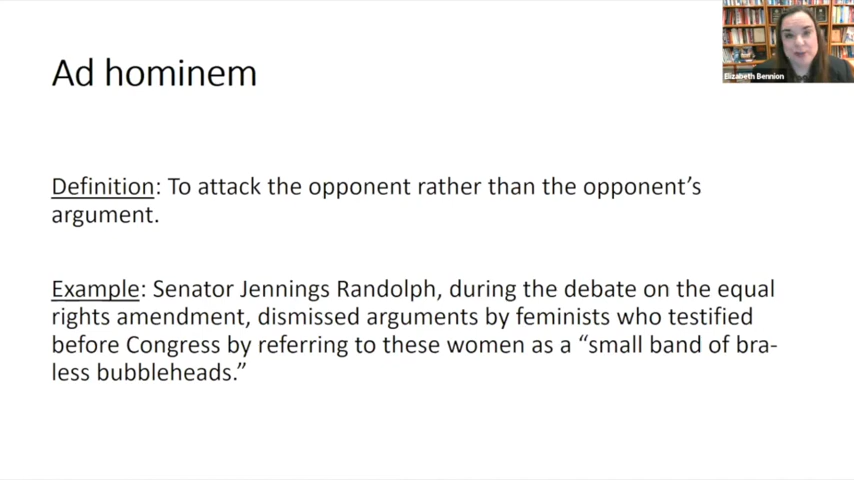 Ad hominem
Elizabeth Bennion
Definition: To attack the opponent rather than the opponent’s
argument.
Example: Senator Jennings Randolph, during the debate on the equal
rights amendment, dismissed arguments by feminists who testified
before Congress by referring to these women as a “small band of bra-
less bubbleheads.”